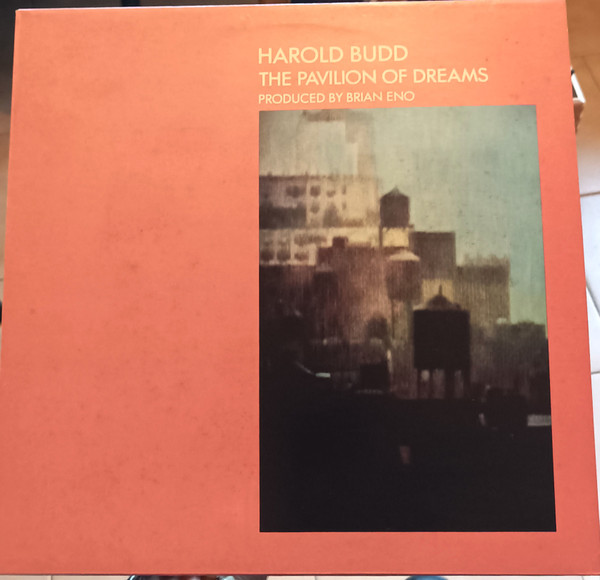 HAROLD BUDD
THE PAVILION OF DREAMS
PRODUCED BY BRIAN ENO